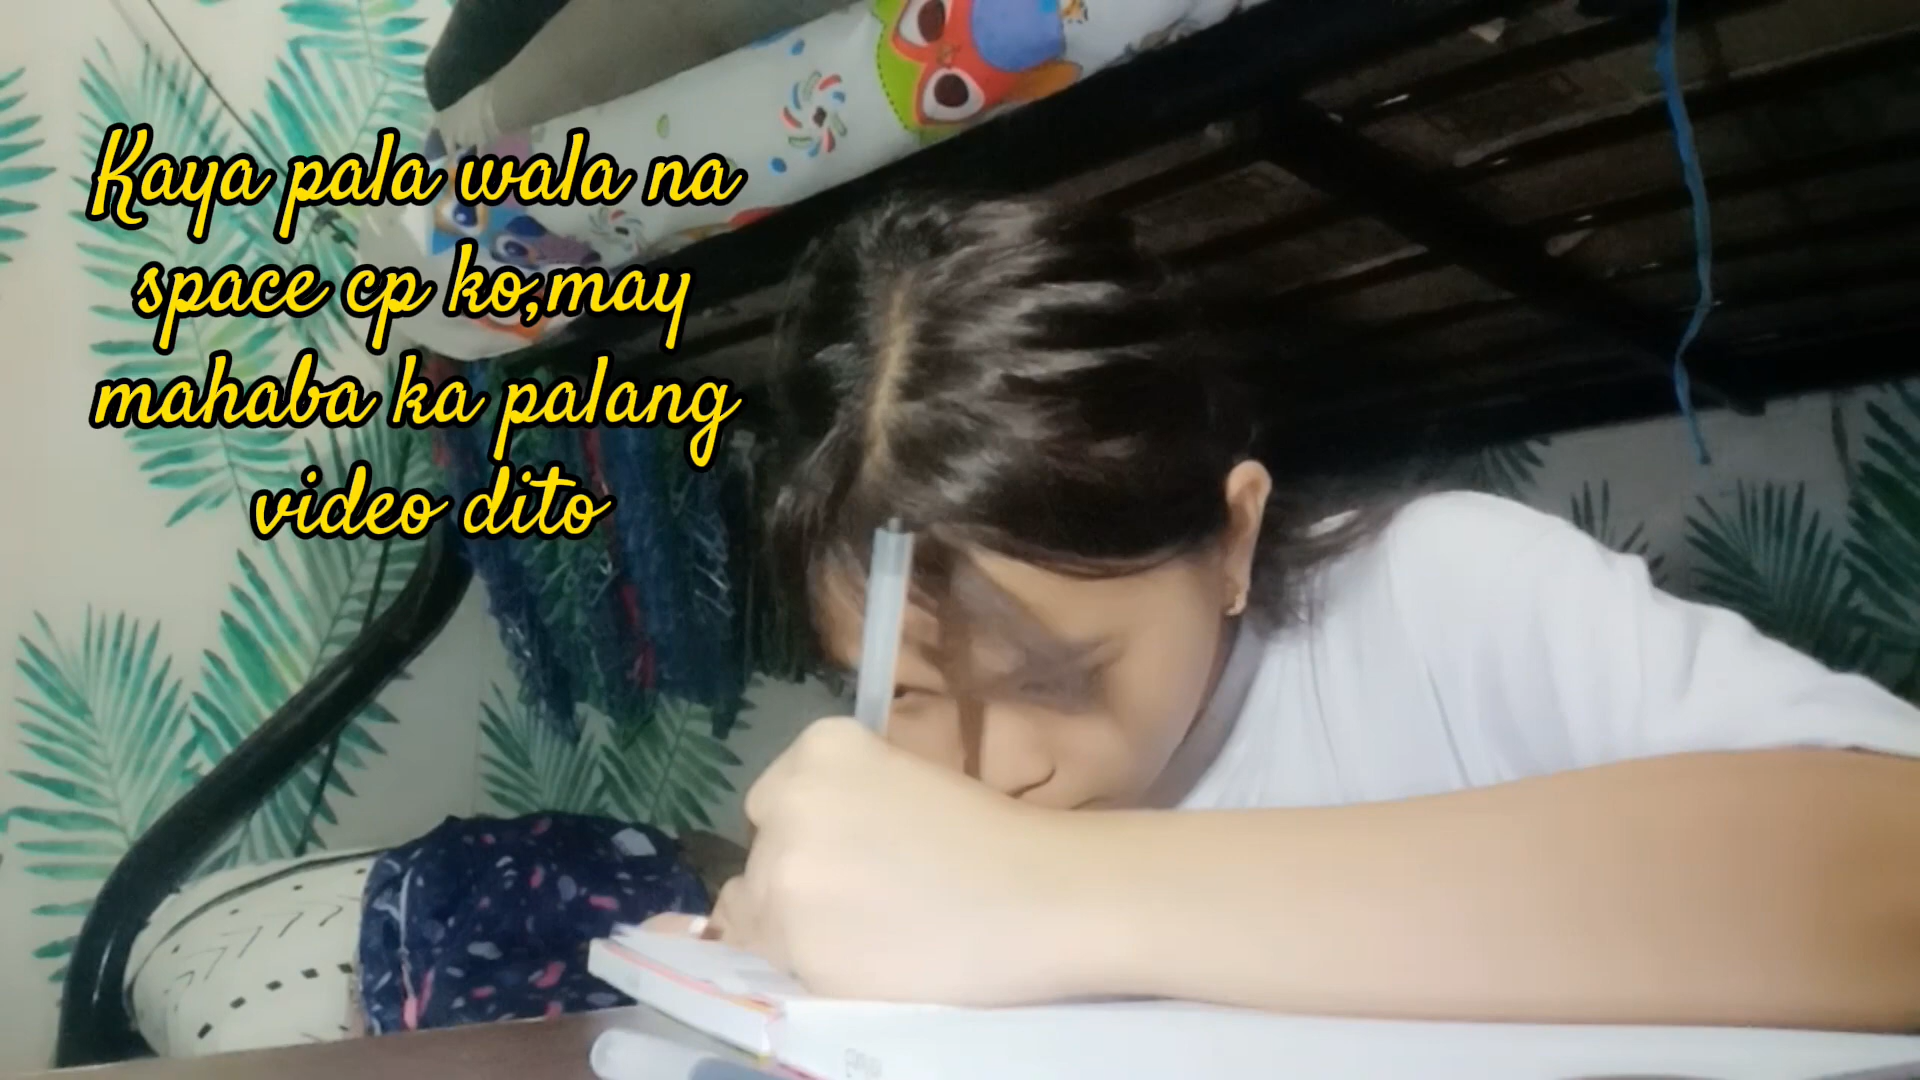 Kaya pala wala na
space cp ko,may
mahaba ka palang
video dito